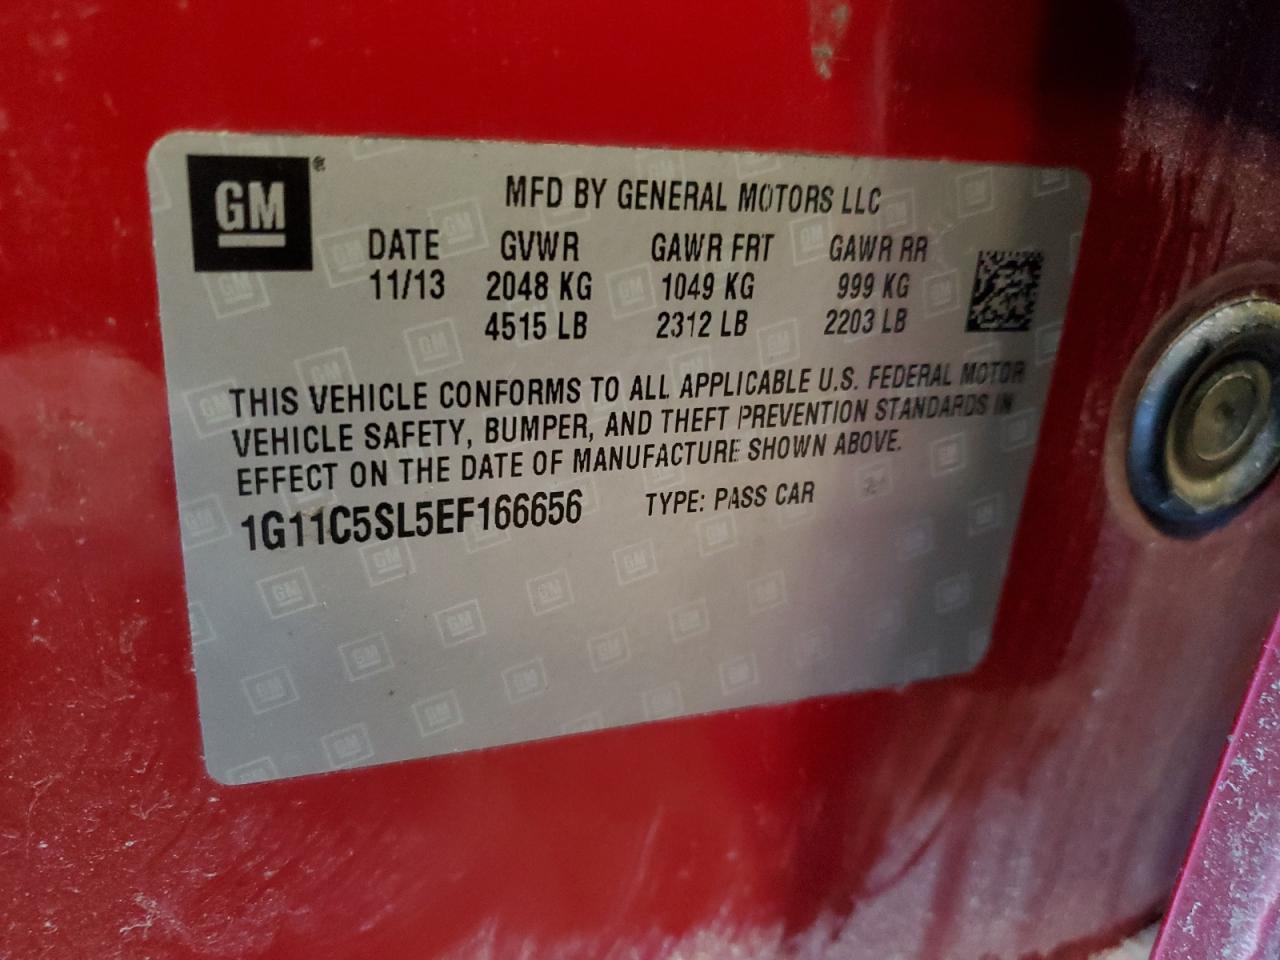 GM ®
MFD BY GENERAL MOTORS LLC
DATE GVWR GAWR FRT GAWR RR
11/13 2048 KG 1049 KG 999 KG
4515 LB 2312 LB 2203 LB
THIS VEHICLE CONFORMS TO ALL APPLICABLE U.S. FEDERAL MOTOR
VEHICLE SAFETY, BUMPER, AND THEFT PREVENTION STANDARDS IN
EFFECT ON THE DATE OF MANUFACTURE SHOWN ABOVE.
1G11C5SL5EF166656 TYPE: PASS CAR